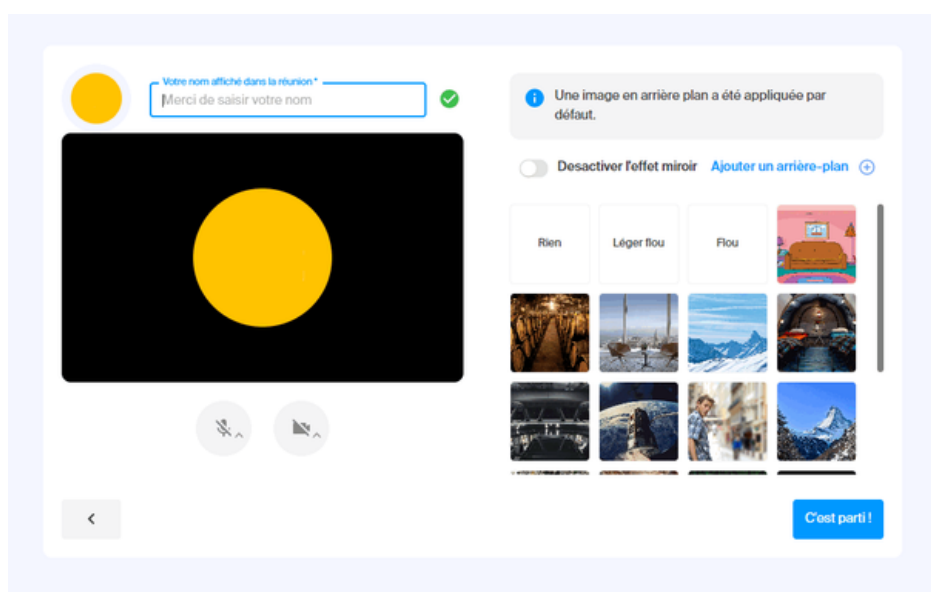 Votre nom affiché dans la réunion *
Merci de saisir votre nom
Une image en arrière plan a été appliquée par
défaut.
Desactiver l'effet miroir
Ajouter un arrière-plan
Rien
Léger flou
Flou
C'est parti !